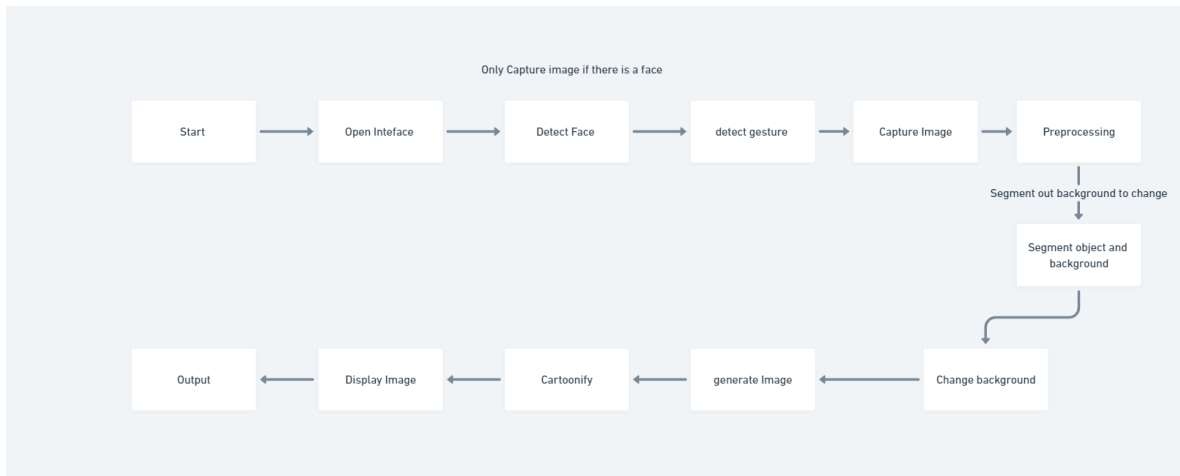 Only Capture image if there is a face
Start
Open Inteface
Detect Face
detect gesture
Capture Image
Preprocessing
Segment out background to change
Segment object and
background
Change background
generate Image
Cartoonify
Display Image
Output